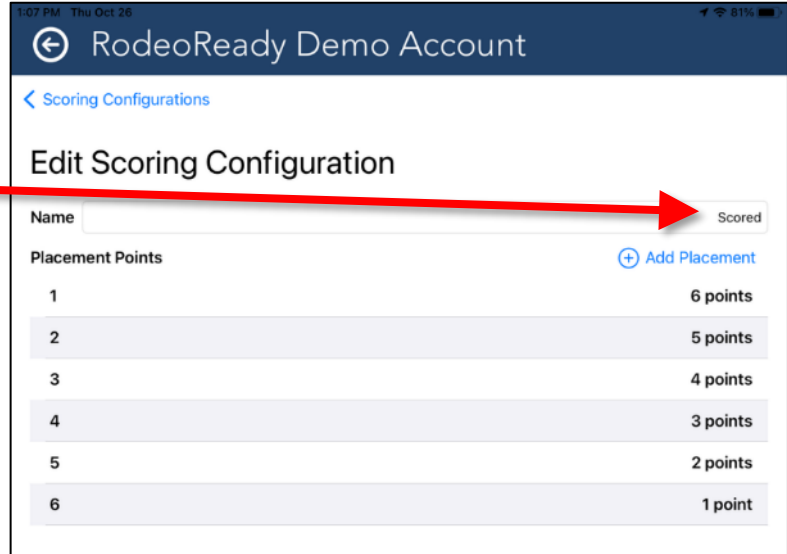 1:07 PM Thu Oct 26 81%
RodeoReady Demo Account
Scoring Configurations
Edit Scoring Configuration
Name Scored
Placement Points Add Placement
1 6 points
2 5 points
3 4 points
4 3 points
5 2 points
6 1 point